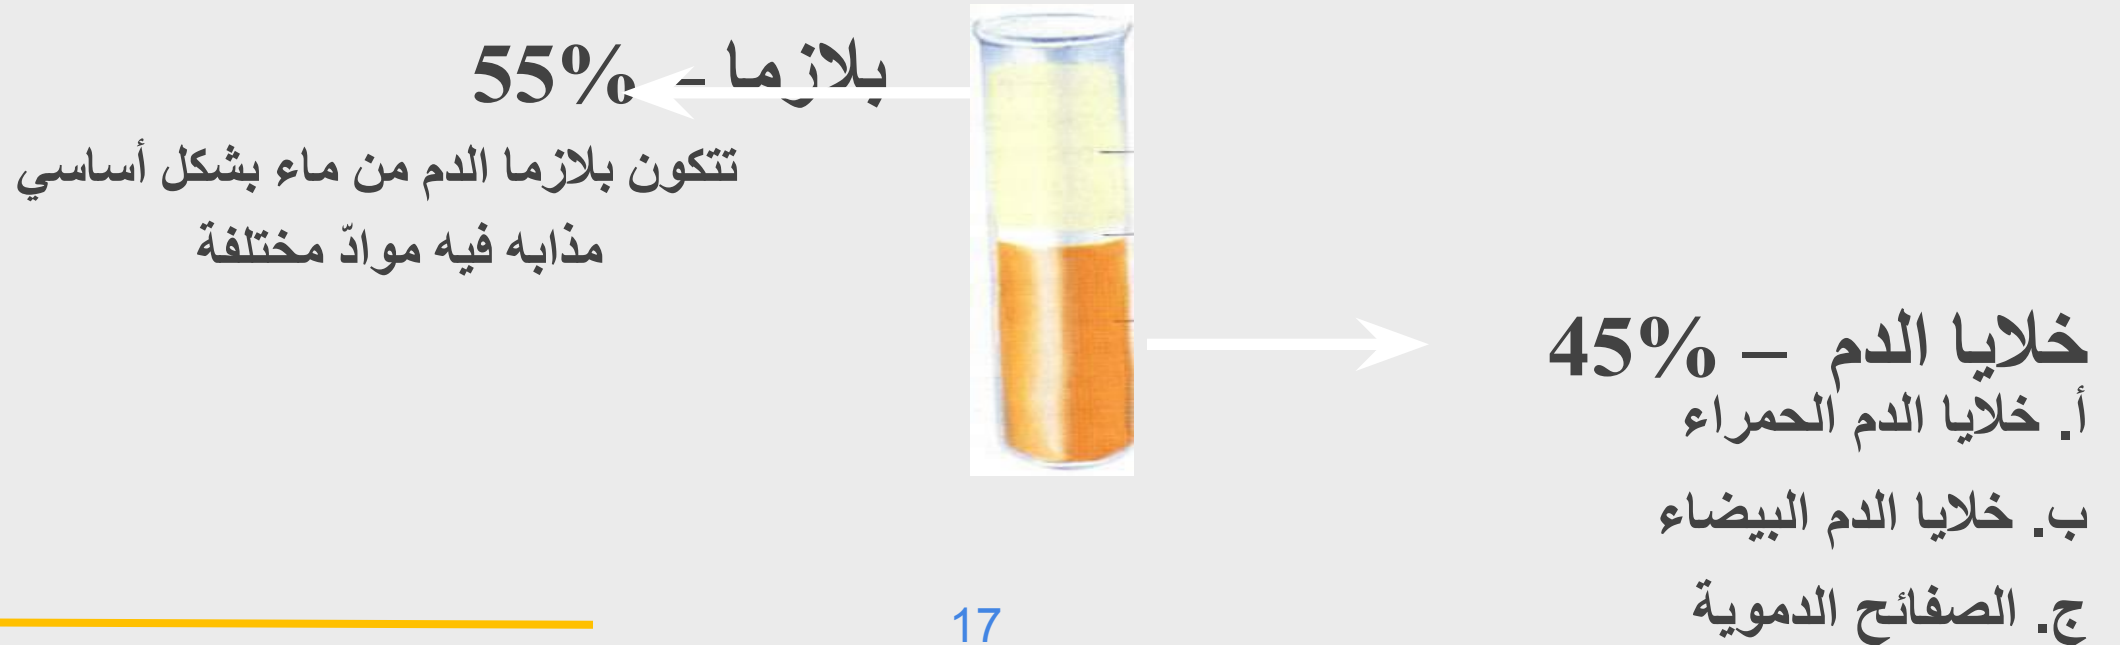 بلازما – 55%
تتكون بلازما الدم من ماء بشكل أساسي
مذابه فيه موادّ مختلفة
خلايا الدم – 45%
أ. خلايا الدم الحمراء
ب. خلايا الدم البيضاء
ج. الصفائح الدموية
17